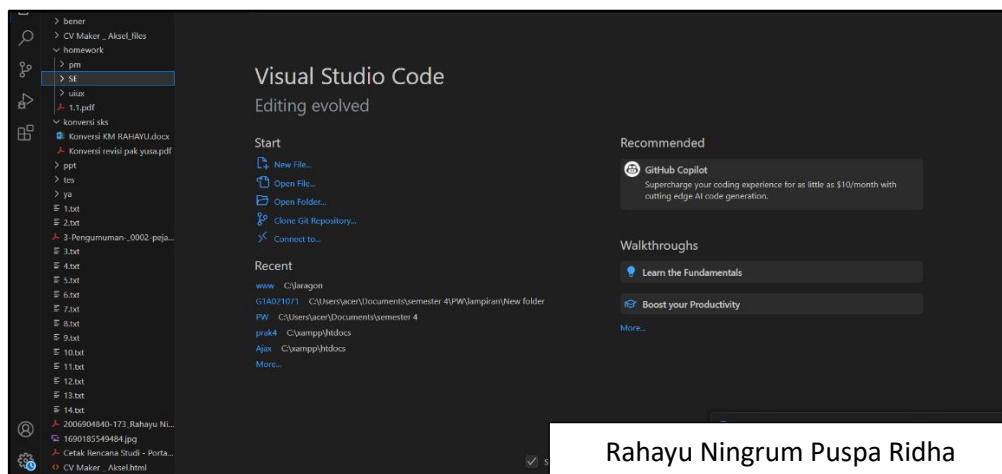 bener
CV Maker _ Aksel_files
homework
pm
SE
uiux
1.1.pdf
konversi sks
Konversi KM RAHAYU.docx
Konversi revisi pak yusa.pdf
ppt
tes
ya
1.txt
2.txt
3-Pengumuman-_0002-peja...
3.txt
4.txt
5.txt
6.txt
7.txt
8.txt
9.txt
10.txt
11.txt
12.txt
13.txt
14.txt
2006904840-173_Rahayu Ni...
1690185549484.jpg
Cetak Rencana Studi - Porta...
CV Maker _ Aksel.html
Visual Studio Code
Editing evolved
Start
New File...
Open File...
Open Folder...
Clone Git Repository...
Connect to...
Recent
www C:\laragon
G1A021071 C:\Users\acer\Documents\semester 4\PW\lampiran\New folder
PW C:\Users\acer\Documents\semester 4
prak4 C:\xampp\htdocs
Ajax C:\xampp\htdocs
More...
Recommended
GitHub Copilot
Supercharge your coding experience for as little as $10/month with
cutting edge AI code generation.
Walkthroughs
Learn the Fundamentals
Boost your Productivity
More...
Rahayu Ningrum Puspa Ridha